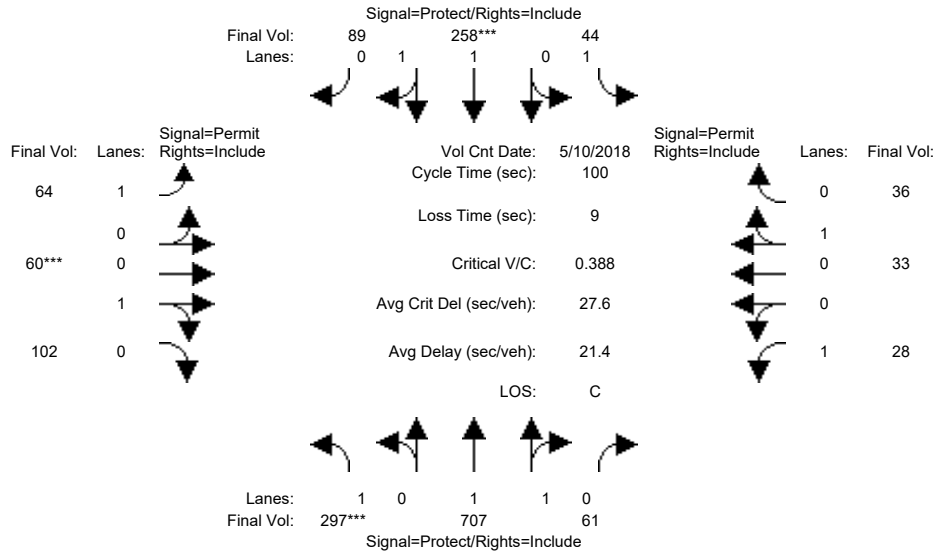 Signal=Protect/Rights=Include
Final Vol: 89 258*** 44
Lanes: 0 1 1 0 1
Signal=Permit
Final Vol: Lanes: Rights=Include
Vol Cnt Date: 5/10/2018
Signal=Permit
Rights=Include Lanes: Final Vol:
Cycle Time (sec): 100
64 1
0 36
Loss Time (sec): 9
0
1
60*** 0
Critical V/C: 0.388
0 33
1
Avg Crit Del (sec/veh): 27.6
0
102 0
Avg Delay (sec/veh): 21.4
1 28
LOS: C
Lanes: 1 0 1 1 0
Final Vol: 297*** 707 61
Signal=Protect/Rights=Include